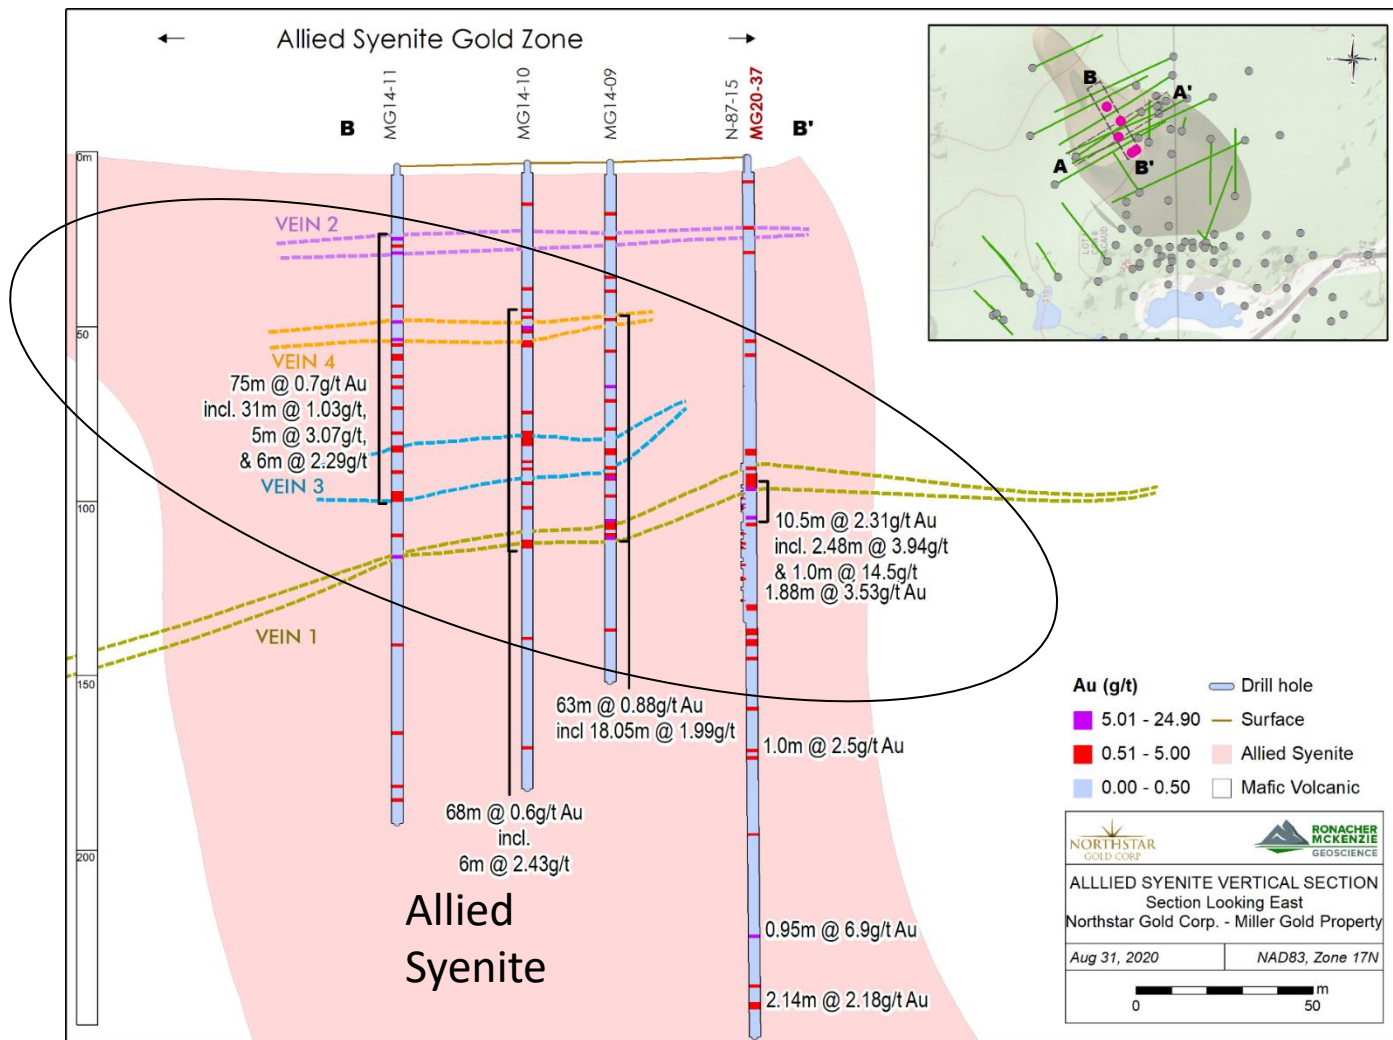 Allied Syenite Gold Zone
B
MG14-11
MG14-10
MG14-09
N-87-15
MG20-37
B'
0m
50
100
150
200
VEIN 2
VEIN 4
75m @ 0.7g/t Au
incl. 31m @ 1.03g/t,
5m @ 3.07g/t,
& 6m @ 2.29g/t
VEIN 3
VEIN 1
10.5m @ 2.31g/t Au
incl. 2.48m @ 3.94g/t
& 1.0m @ 14.5g/t
1.88m @ 3.53g/t Au
63m @ 0.88g/t Au
incl 18.05m @ 1.99g/t
1.0m @ 2.5g/t Au
68m @ 0.6g/t Au
incl.
6m @ 2.43g/t
0.95m @ 6.9g/t Au
2.14m @ 2.18g/t Au
Allied
Syenite
B
A'
A
B'
Au (g/t)
5.01 - 24.90
0.51 - 5.00
0.00 - 0.50
Drill hole
Surface
Allied Syenite
Mafic Volcanic
NORTHSTAR
GOLD CORP
RONACHER
MCKENZIE
GEOSCIENCE
ALLLIED SYENITE VERTICAL SECTION
Section Looking East
Northstar Gold Corp. - Miller Gold Property
Aug 31, 2020
NAD83, Zone 17N
m
0
50